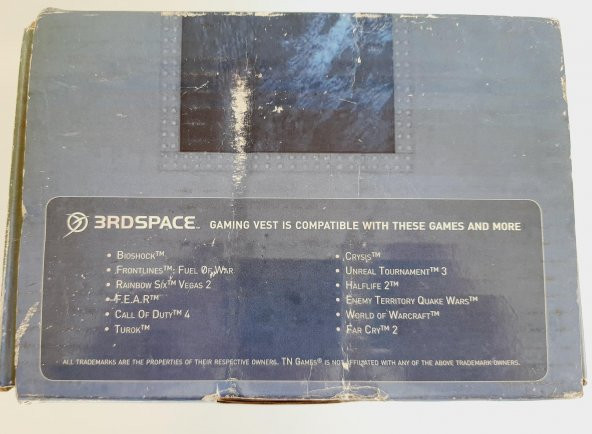 3RDSPACE™ GAMING VEST IS COMPATIBLE WITH THESE GAMES AND MORE
• BIOSHOCK™
• FRONTLINES™: FUEL OF WAR
• RAINBOW SIX™ VEGAS 2
• F.E.A.R™
• CALL OF DUTY™ 4
• TUROK™
• CRYSIS™
• UNREAL TOURNAMENT™ 3
• HALFLIFE 2™
• ENEMY TERRITORY QUAKE WARS™
• WORLD OF WARCRAFT™
• FAR CRY™ 2
ALL TRADEMARKS ARE THE PROPERTIES OF THEIR RESPECTIVE OWNERS. TN GAMES® IS NOT AFFILIATED WITH ANY OF THE ABOVE TRADEMARK OWNERS.